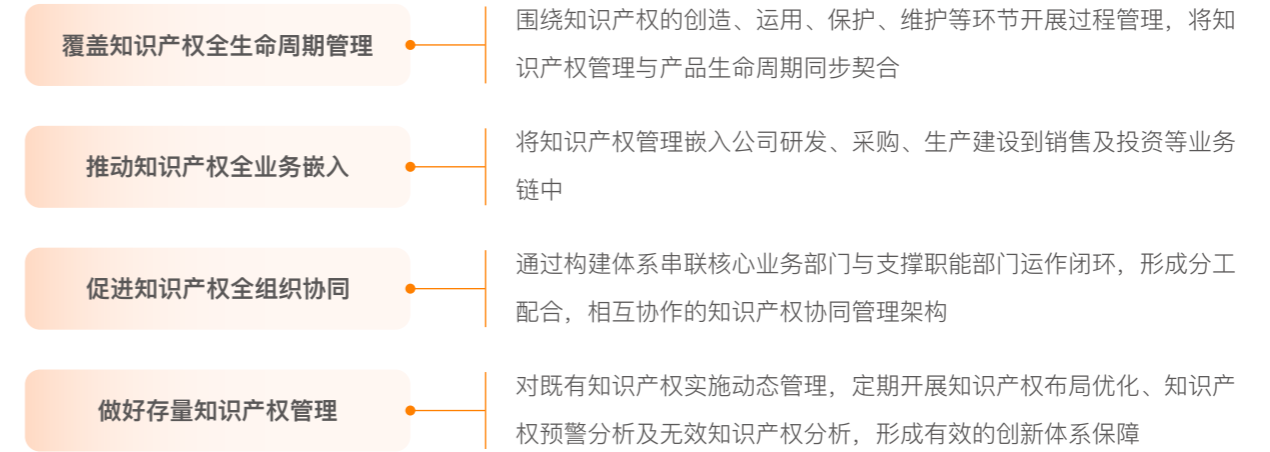 覆盖知识产权全生命周期管理
围绕知识产权的创造、运用、保护、维护等环节开展过程管理，将知
识产权管理与产品生命周期同步契合
推动知识产权全业务嵌入
将知识产权管理嵌入公司研发、采购、生产建设到销售及投资等业务
链中
促进知识产权全组织协同
通过构建体系串联核心业务部门与支撑职能部门运作闭环，形成分工
配合，相互协作的知识产权协同管理架构
做好存量知识产权管理
对既有知识产权实施动态管理，定期开展知识产权布局优化、知识产
权预警分析及无效知识产权分析，形成有效的创新体系保障